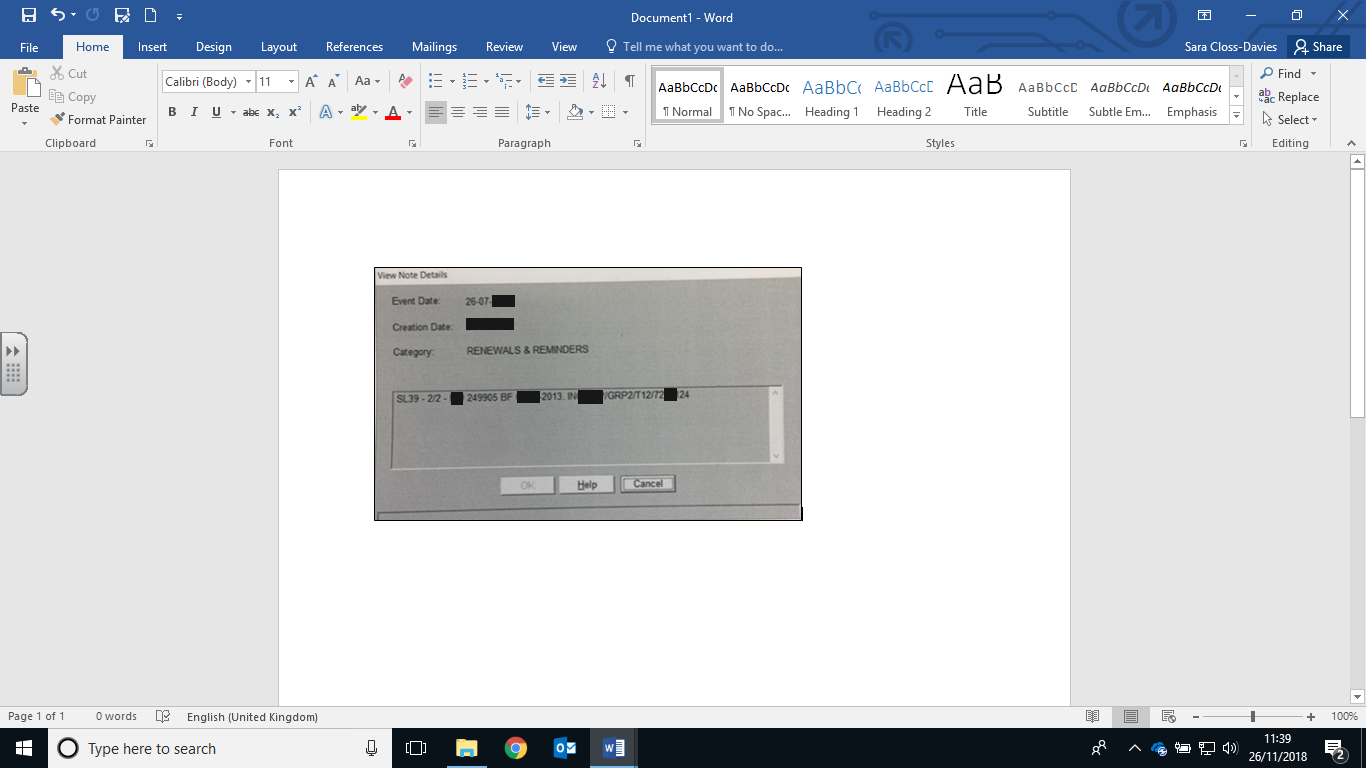 Document1 - Word
File Home Insert Design Layout References Mailings Review View Tell me what you want to do... Sara Closs-Davies Share
Paste
Cut
Copy
Format Painter
Calibri (Body) 11
Find
Replace
Select
AaBbCcDc AaBbCcDc AaBbCc AaBbCcD AaB AaBbCcD AaBbCcDc AaBbCcDc
¶ Normal ¶ No Spac... Heading 1 Heading 2 Title Subtitle Subtle Em... Emphasis
Clipboard Font Paragraph Styles Editing
View Note Details
Event Date: 26-07-
Creation Date:
Category: RENEWALS & REMINDERS
SL39 - 2/2 - 249905 BF -2013. /GRP2/T12/72 /24
OK Help Cancel
Page 1 of 1 0 words English (United Kingdom) 100%
Type here to search
11:39
26/11/2018
2